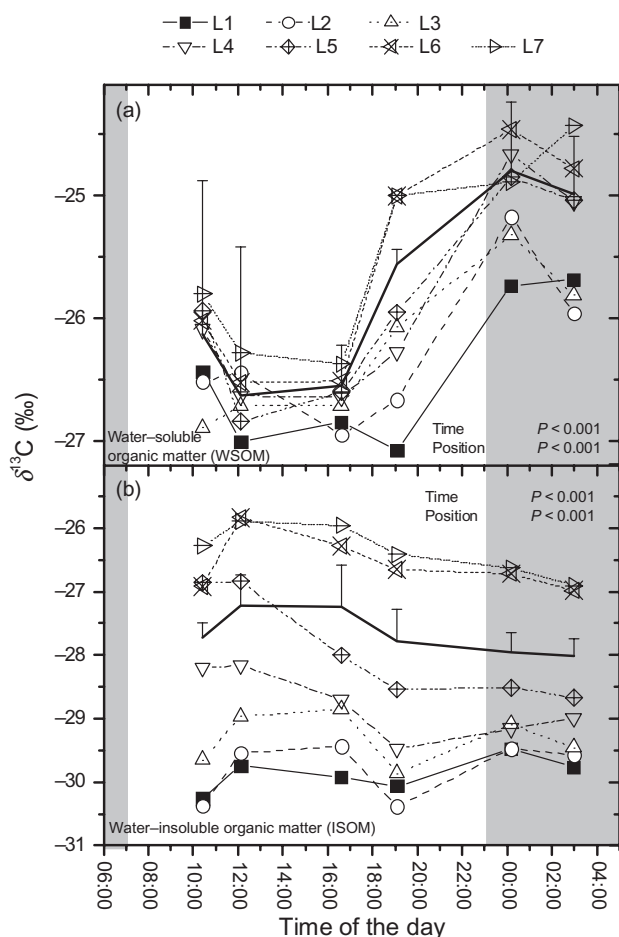 L1 L2 L3
L4 L5 L6 L7
(a)
–25
–26
–27
Water–soluble
organic matter (WSOM)
Time P < 0.001
Position P < 0.001
δ13C (‰)
(b)
Time P < 0.001
Position P < 0.001
–26
–27
–28
–29
–30
–31
Water–insoluble organic matter (ISOM)
06:00 08:00 10:00 12:00 14:00 16:00 18:00 20:00 22:00 00:00 02:00 04:00
Time of the day